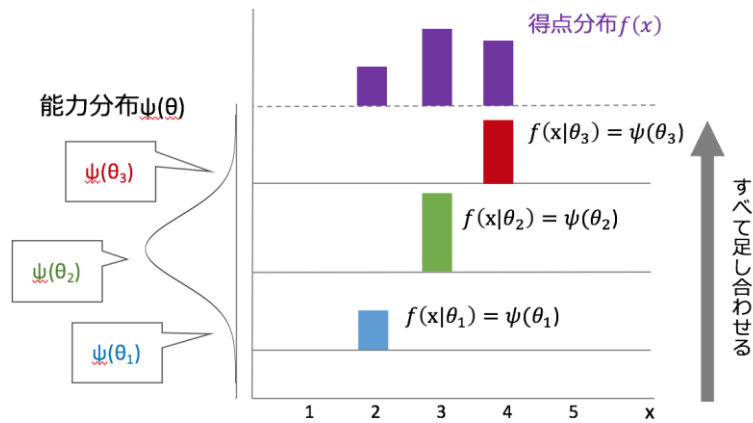 得点分布f(x)
能力分布ψ(θ)
f(x|θ₃) = ψ(θ₃)
ψ(θ₃)
f(x|θ₂) = ψ(θ₂)
ψ(θ₂)
f(x|θ₁) = ψ(θ₁)
ψ(θ₁)
すべて足し合わせる
1 2 3 4 5 x